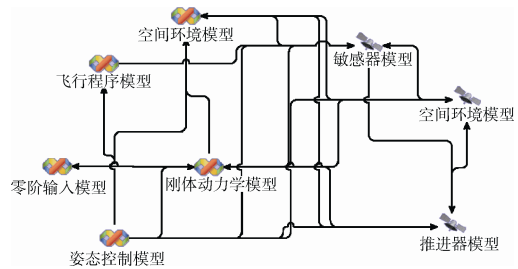 空间环境模型
敏感器模型
飞行程序模型
空间环境模型
零阶输入模型
刚体动力学模型
姿态控制模型
推进器模型